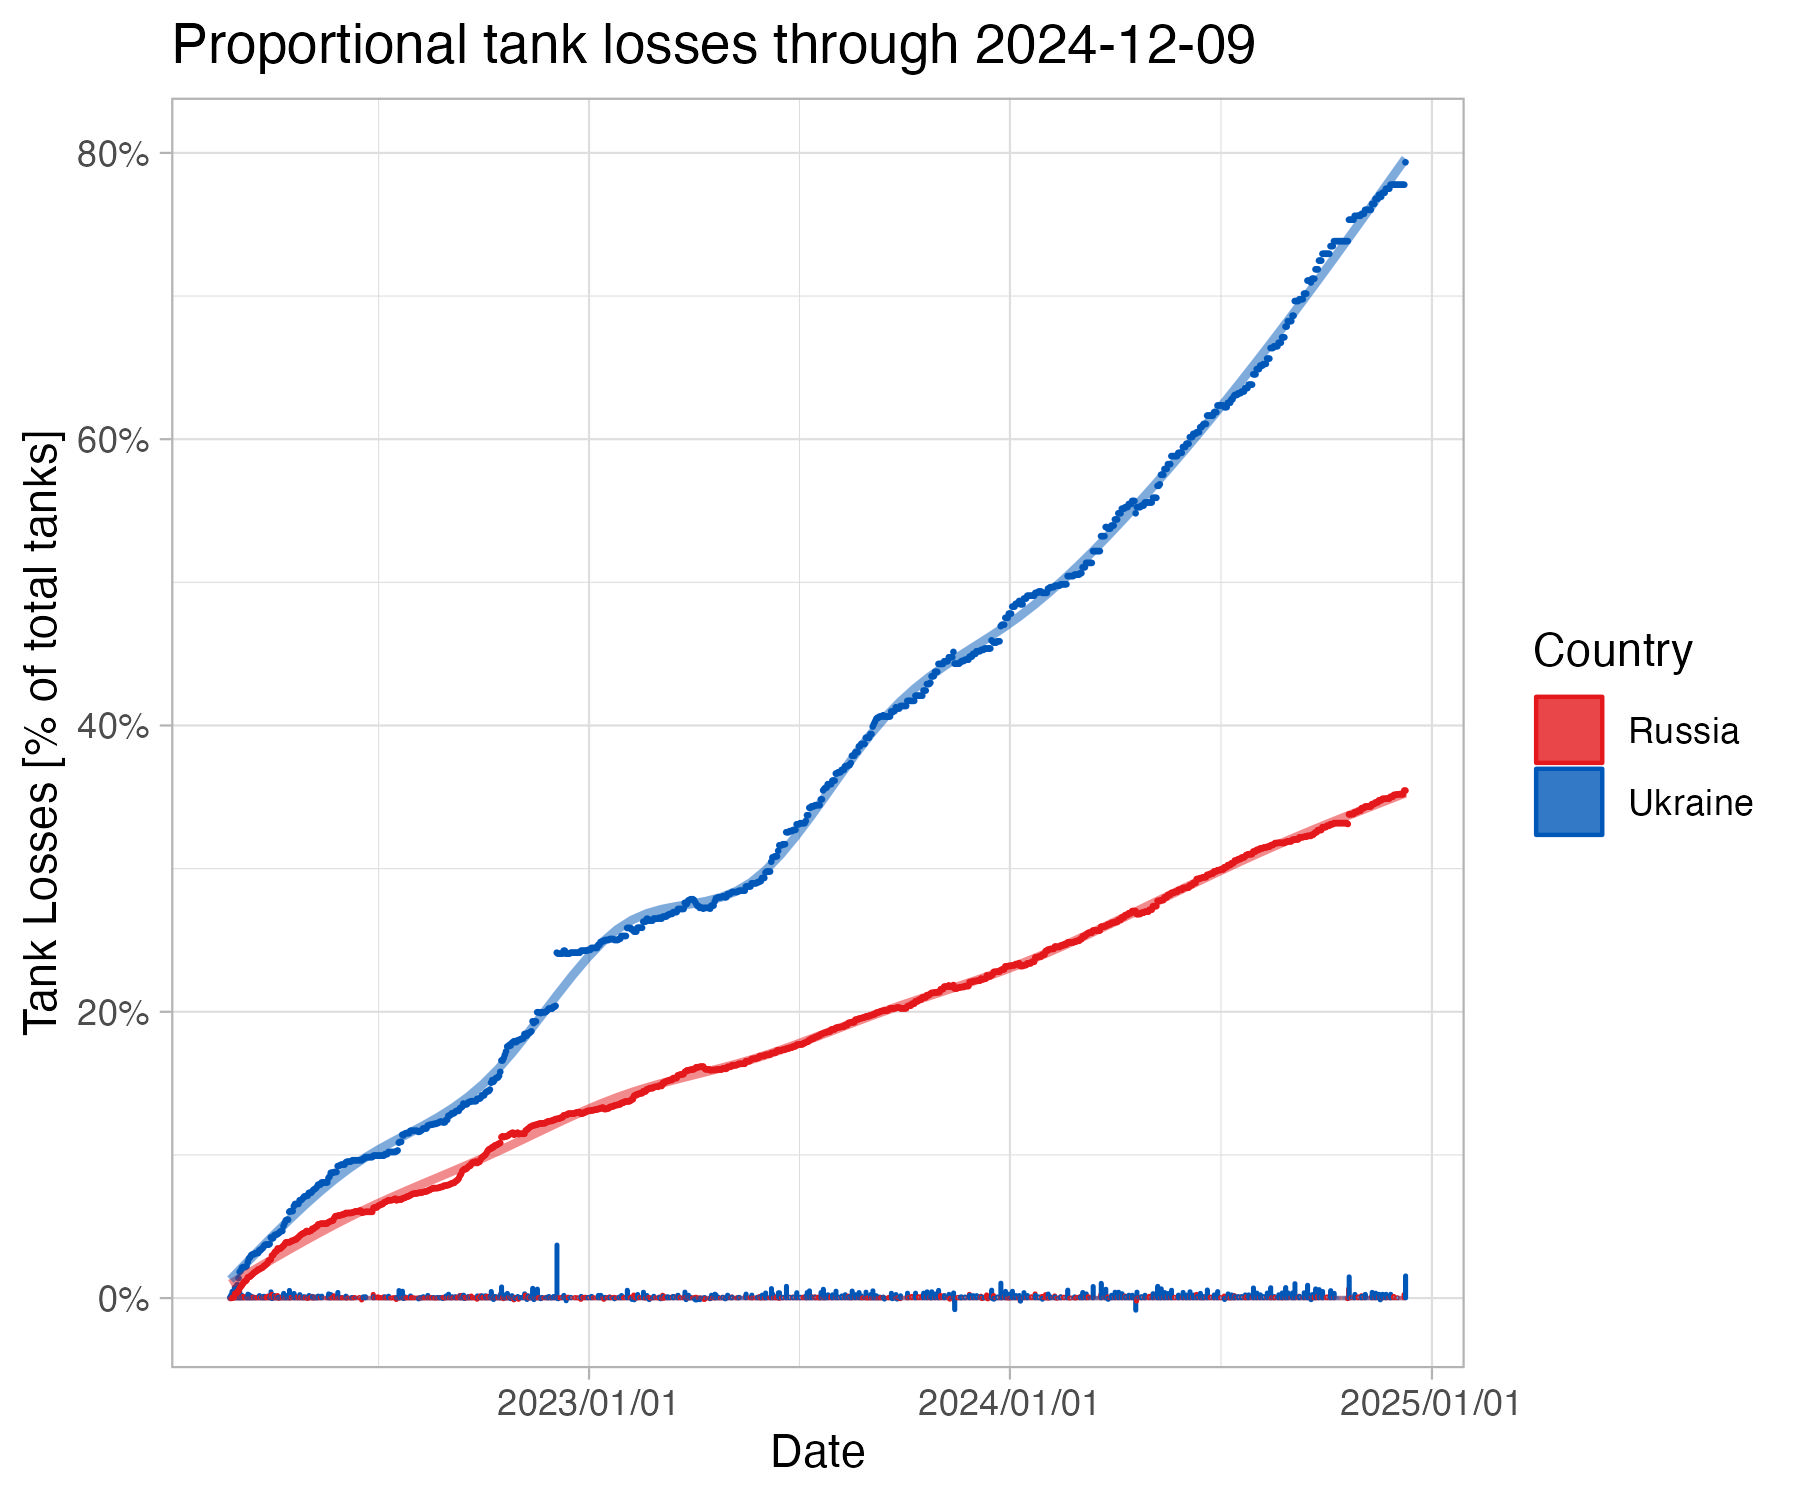 Proportional tank losses through 2024-12-09
Tank Losses [% of total tanks]
80%
60%
40%
20%
0%
2023/01/01
2024/01/01
2025/01/01
Date
Country
Russia
Ukraine